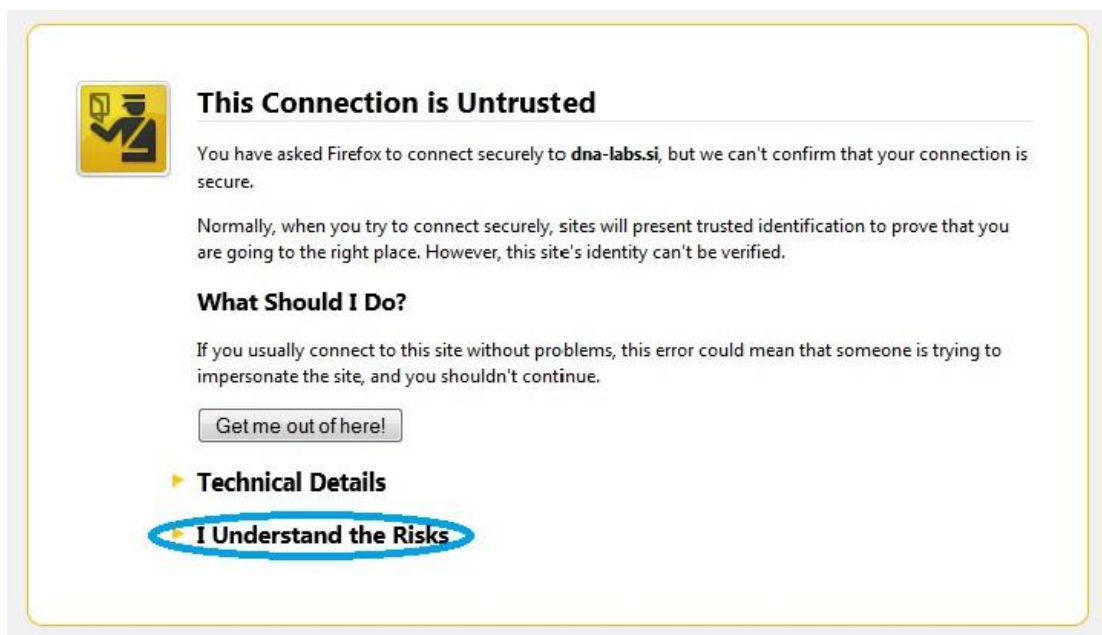 This Connection is Untrusted
You have asked Firefox to connect securely to dna-labs.si, but we can't confirm that your connection is
secure.
Normally, when you try to connect securely, sites will present trusted identification to prove that you
are going to the right place. However, this site's identity can't be verified.
What Should I Do?
If you usually connect to this site without problems, this error could mean that someone is trying to
impersonate the site, and you shouldn't continue.
Get me out of here!
Technical Details
I Understand the Risks